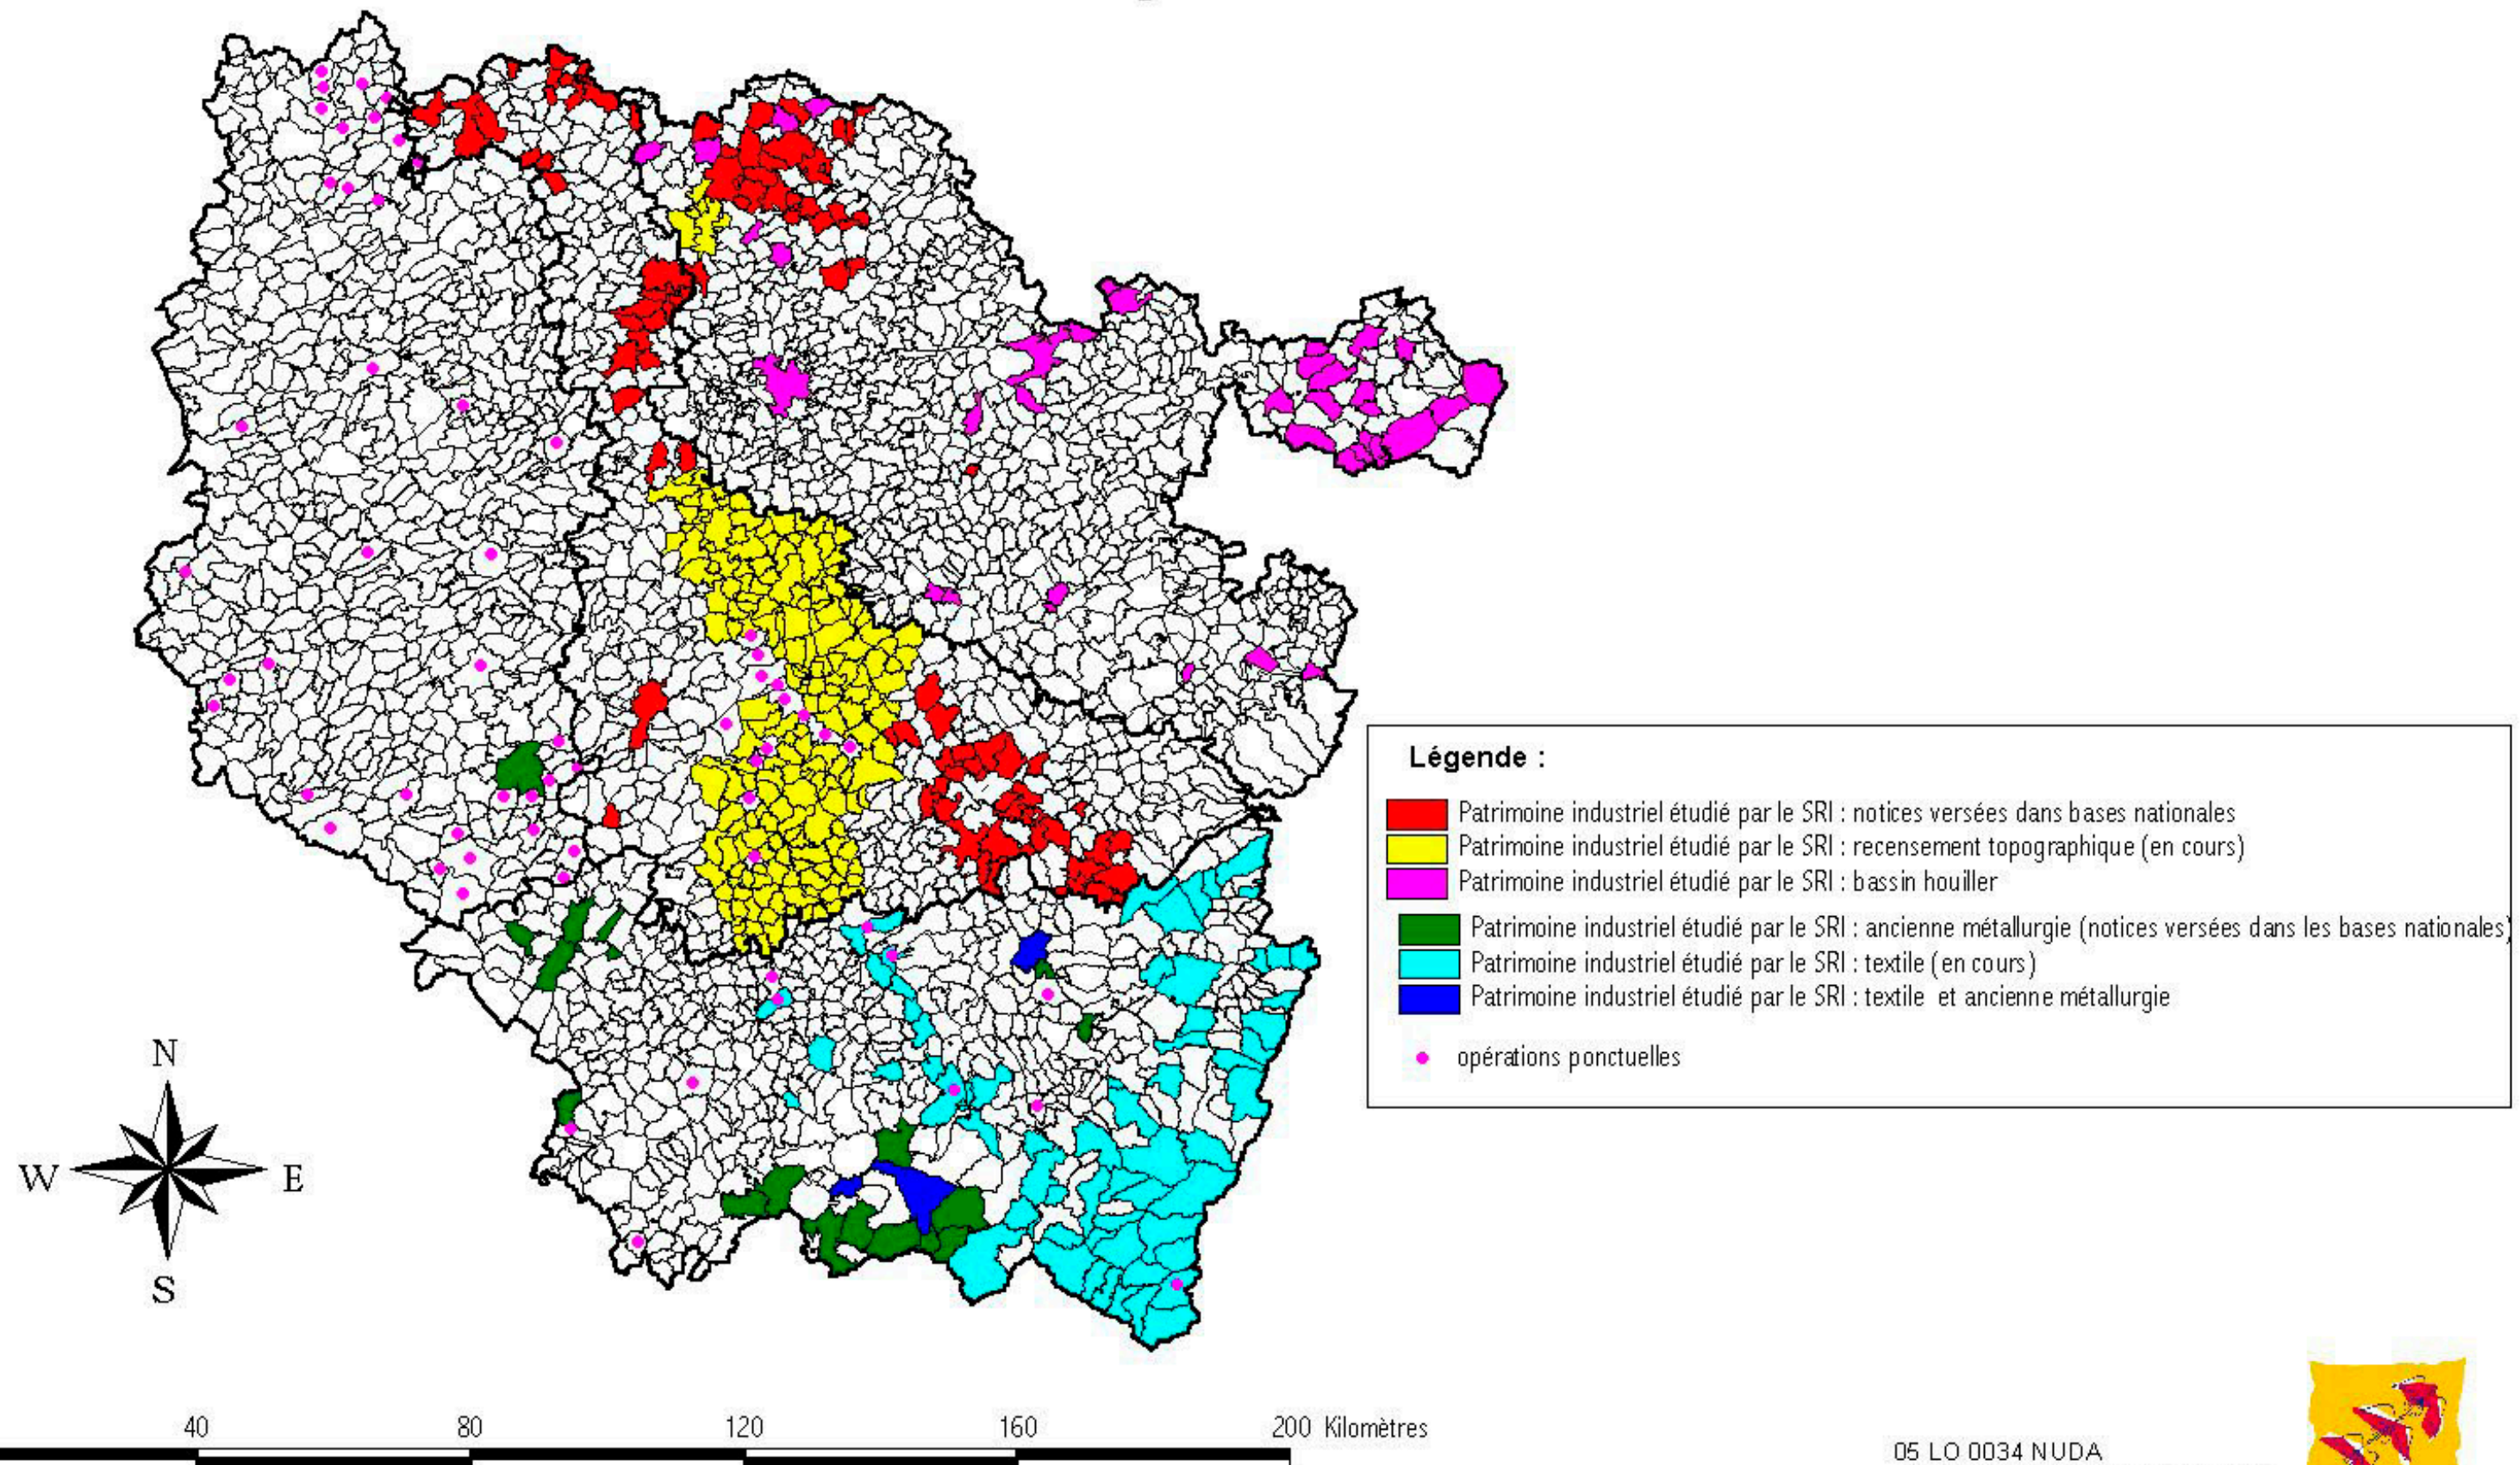 Légende :
Patrimoine industriel étudié par le SRI : notices versées dans bases nationales
Patrimoine industriel étudié par le SRI : recensement topographique (en cours)
Patrimoine industriel étudié par le SRI : bassin houiller
Patrimoine industriel étudié par le SRI : ancienne métallurgie (notices versées dans les bases nationales)
Patrimoine industriel étudié par le SRI : textile (en cours)
Patrimoine industriel étudié par le SRI : textile et ancienne métallurgie
opérations ponctuelles
N
W E
S
40 80 120 160 200 Kilomètres
05 LO 0034 NUDA